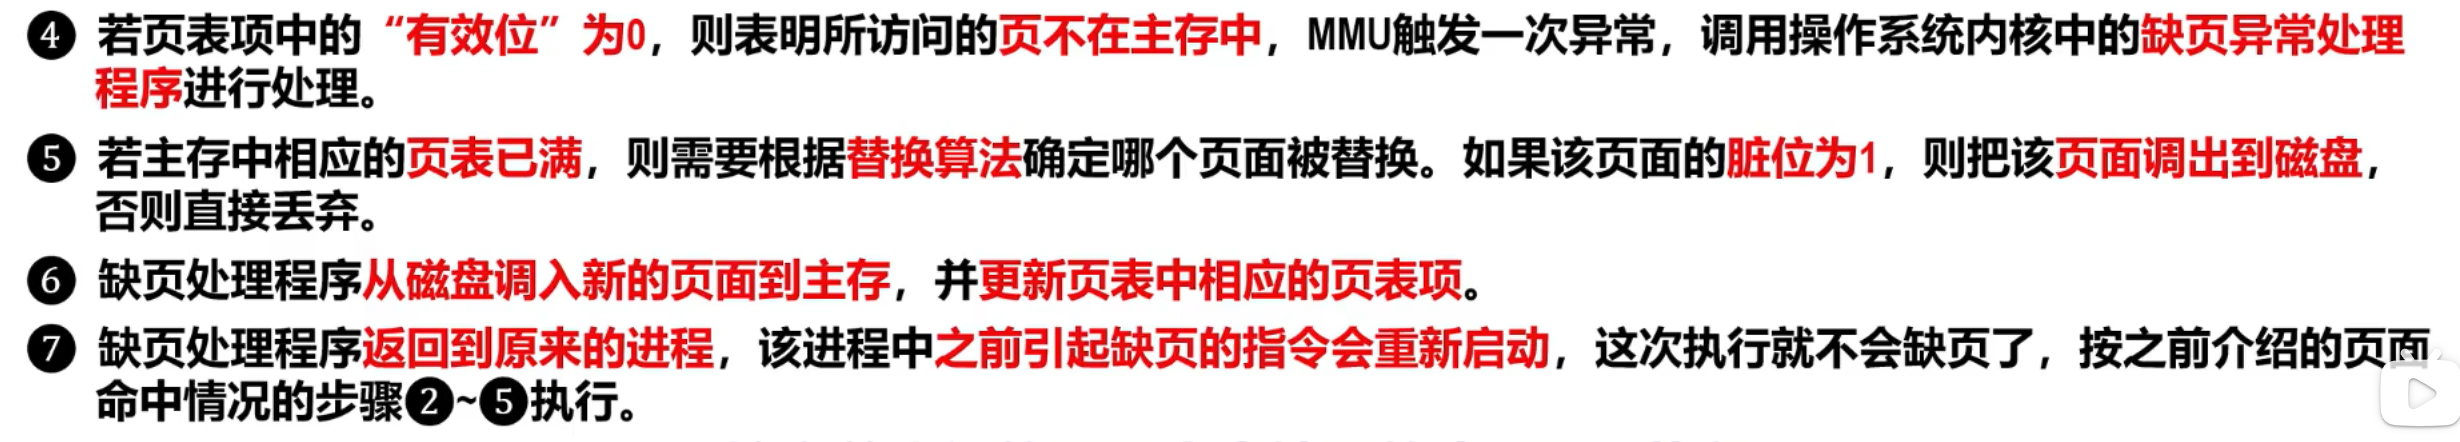 ❹ 若页表项中的“有效位”为0，则表明所访问的页不在主存中，MMU触发一次异常，调用操作系统内核中的缺页异常处理
程序进行处理。
❺ 若主存中相应的页表已满，则需要根据替换算法确定哪个页面被替换。如果该页面的脏位为1，则把该页面调出到磁盘，
否则直接丢弃。
❻ 缺页处理程序从磁盘调入新的页面到主存，并更新页表中相应的页表项。
❼ 缺页处理程序返回到原来的进程，该进程中之前引起缺页的指令会重新启动，这次执行就不会缺页了，按之前介绍的页面
命中情况的步骤❷~❺执行。